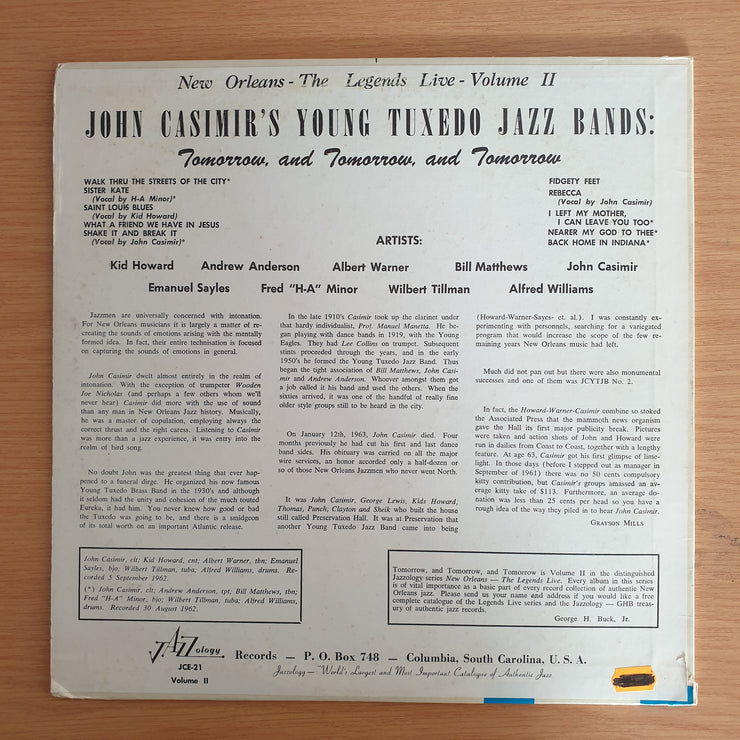 New Orleans - The Legends Live - Volume II
JOHN CASIMIR'S YOUNG TUXEDO JAZZ BANDS:
Tomorrow, and Tomorrow, and Tomorrow
WALK THRU THE STREETS OF THE CITY*
SISTER KATE
(Vocal by H-A Minor)*
SAINT LOUIS BLUES
(Vocal by Kid Howard)
WHAT A FRIEND WE HAVE IN JESUS
SHAKE IT AND BREAK IT
(Vocal by John Casimir)*
FIDGETY FEET
REBECCA
(Vocal by John Casimir)
I LEFT MY MOTHER,
I CAN LEAVE YOU TOO*
NEARER MY GOD TO THEE*
BACK HOME IN INDIANA*
ARTISTS:
Kid Howard Andrew Anderson Albert Warner Bill Matthews John Casimir
Emanuel Sayles Fred "H-A" Minor Wilbert Tillman Alfred Williams
Jazzmen are universally concerned with intonation.
For New Orleans musicians it is largely a matter of re-
creating the sounds of emotions arising with the mentally
formed idea. In fact, their entire technisation is focused
on capturing the sounds of emotions in general.
John Casimir dwelt almost entirely in the realm of
intonation. With the exception of trumpeter Wooden
Joe Nicholas (and perhaps a few others whom we'll
never hear) Casimir did more with the use of sound
than any man in New Orleans Jazz history. Musically,
he was a master of copulation, employing always the
correct thrust and the right caress. Listening to Casimir
was more than a jazz experience, it was entry into the
realm of bird song.
No doubt John was the greatest thing that ever hap-
pened to a funeral dirge. He organized his now famous
Young Tuxedo Brass Band in the 1930's and although
it seldom had the unity and cohesion of the much touted
Eureka, it had him. You never knew how good or bad
the Tuxedo was going to be, and there is a smidgeon
of its total worth on an important Atlantic release.
In the late 1910's Casimir took up the clarinet under
that hardy individualist, Prof. Manuel Manetta. He be-
gan playing with dance bands in 1919, with the Young
Eagles. They had Lee Collins on trumpet. Subsequent
stints proceeded through the years, and in the early
1950's he formed the Young Tuxedo Jazz Band. Thus
began the tight association of Bill Matthews, John Casi-
mir and Andrew Anderson. Whoever amongst them got
a job called it his band and used the others. When the
sixties arrived, it was one of the handful of really fine
older style groups still to be heard in the city.
On January 12th, 1963, John Casimir died. Four
months previously he had cut his first and last dance
band sides. His obituary was carried on all the major
wire services, an honor accorded only a half-dozen or
so of those New Orleans Jazzmen who never went North.
It was John Casimir, George Lewis, Kids Howard,
Thomas, Punch, Clayton and Sheik who built the house
still called Preservation Hall. It was at Preservation that
another Young Tuxedo Jazz Band came into being
(Howard-Warner-Sayes- et. al.). I was constantly ex-
perimenting with personnels, searching for a variegated
program that would increase the scope of the few re-
maining years New Orleans music had left.
Much did not pan out but there were also monumental
successes and one of them was JCYTJB No. 2.
In fact, the Howard-Warner-Casimir combine so stoked
the Associated Press that the mammoth news organism
gave the Hall its first major publicity break. Pictures
were taken and action shots of John and Howard were
run in dailies from Coast to Coast, together with a lengthy
feature. At age 63, Casimir got his first glimpse of lime-
light. In those days (before I stepped out as manager in
September of 1961) there was no 50 cents compulsory
kitty contribution, but Casimir's groups amassed an av-
erage kitty take of $113. Furthermore, an average do-
nation was less than 25 cents per head so you have a
rough idea of the way they piled in to hear John Casimir.
GRAYSON MILLS
John Casimir, clt; Kid Howard, cnt; Albert Warner, tbn; Emanuel
Sayles, bjo; Wilbert Tillman, tuba; Alfred Williams, drums. Re-
corded 5 September 1962.
(*) John Casimir, clt; Andrew Anderson, tpt; Bill Matthews, tbn;
Fred "H-A" Minor, bjo; Wilbert Tillman, tuba; Alfred Williams,
drums. Recorded 30 August 1962.
Tomorrow, and Tomorrow, and Tomorrow is Volume II in the distinguished
Jazzology series New Orleans — The Legends Live. Every album in this series
is of vital importance as a basic part of every record collection of authentic New
Orleans jazz. Please send us your name end address if you would like a free
complete catalogue of the Legends Live series and the Jazzology - GHB treas-
ury of authentic jazz records.
George H. Buck, Jr.
JAZZology Records — P. O. Box 748 — Columbia, South Carolina, U. S. A.
JCE-21
Volume II
Jazzology — "World's Largest and Most Important Catalogue of Authentic Jazz